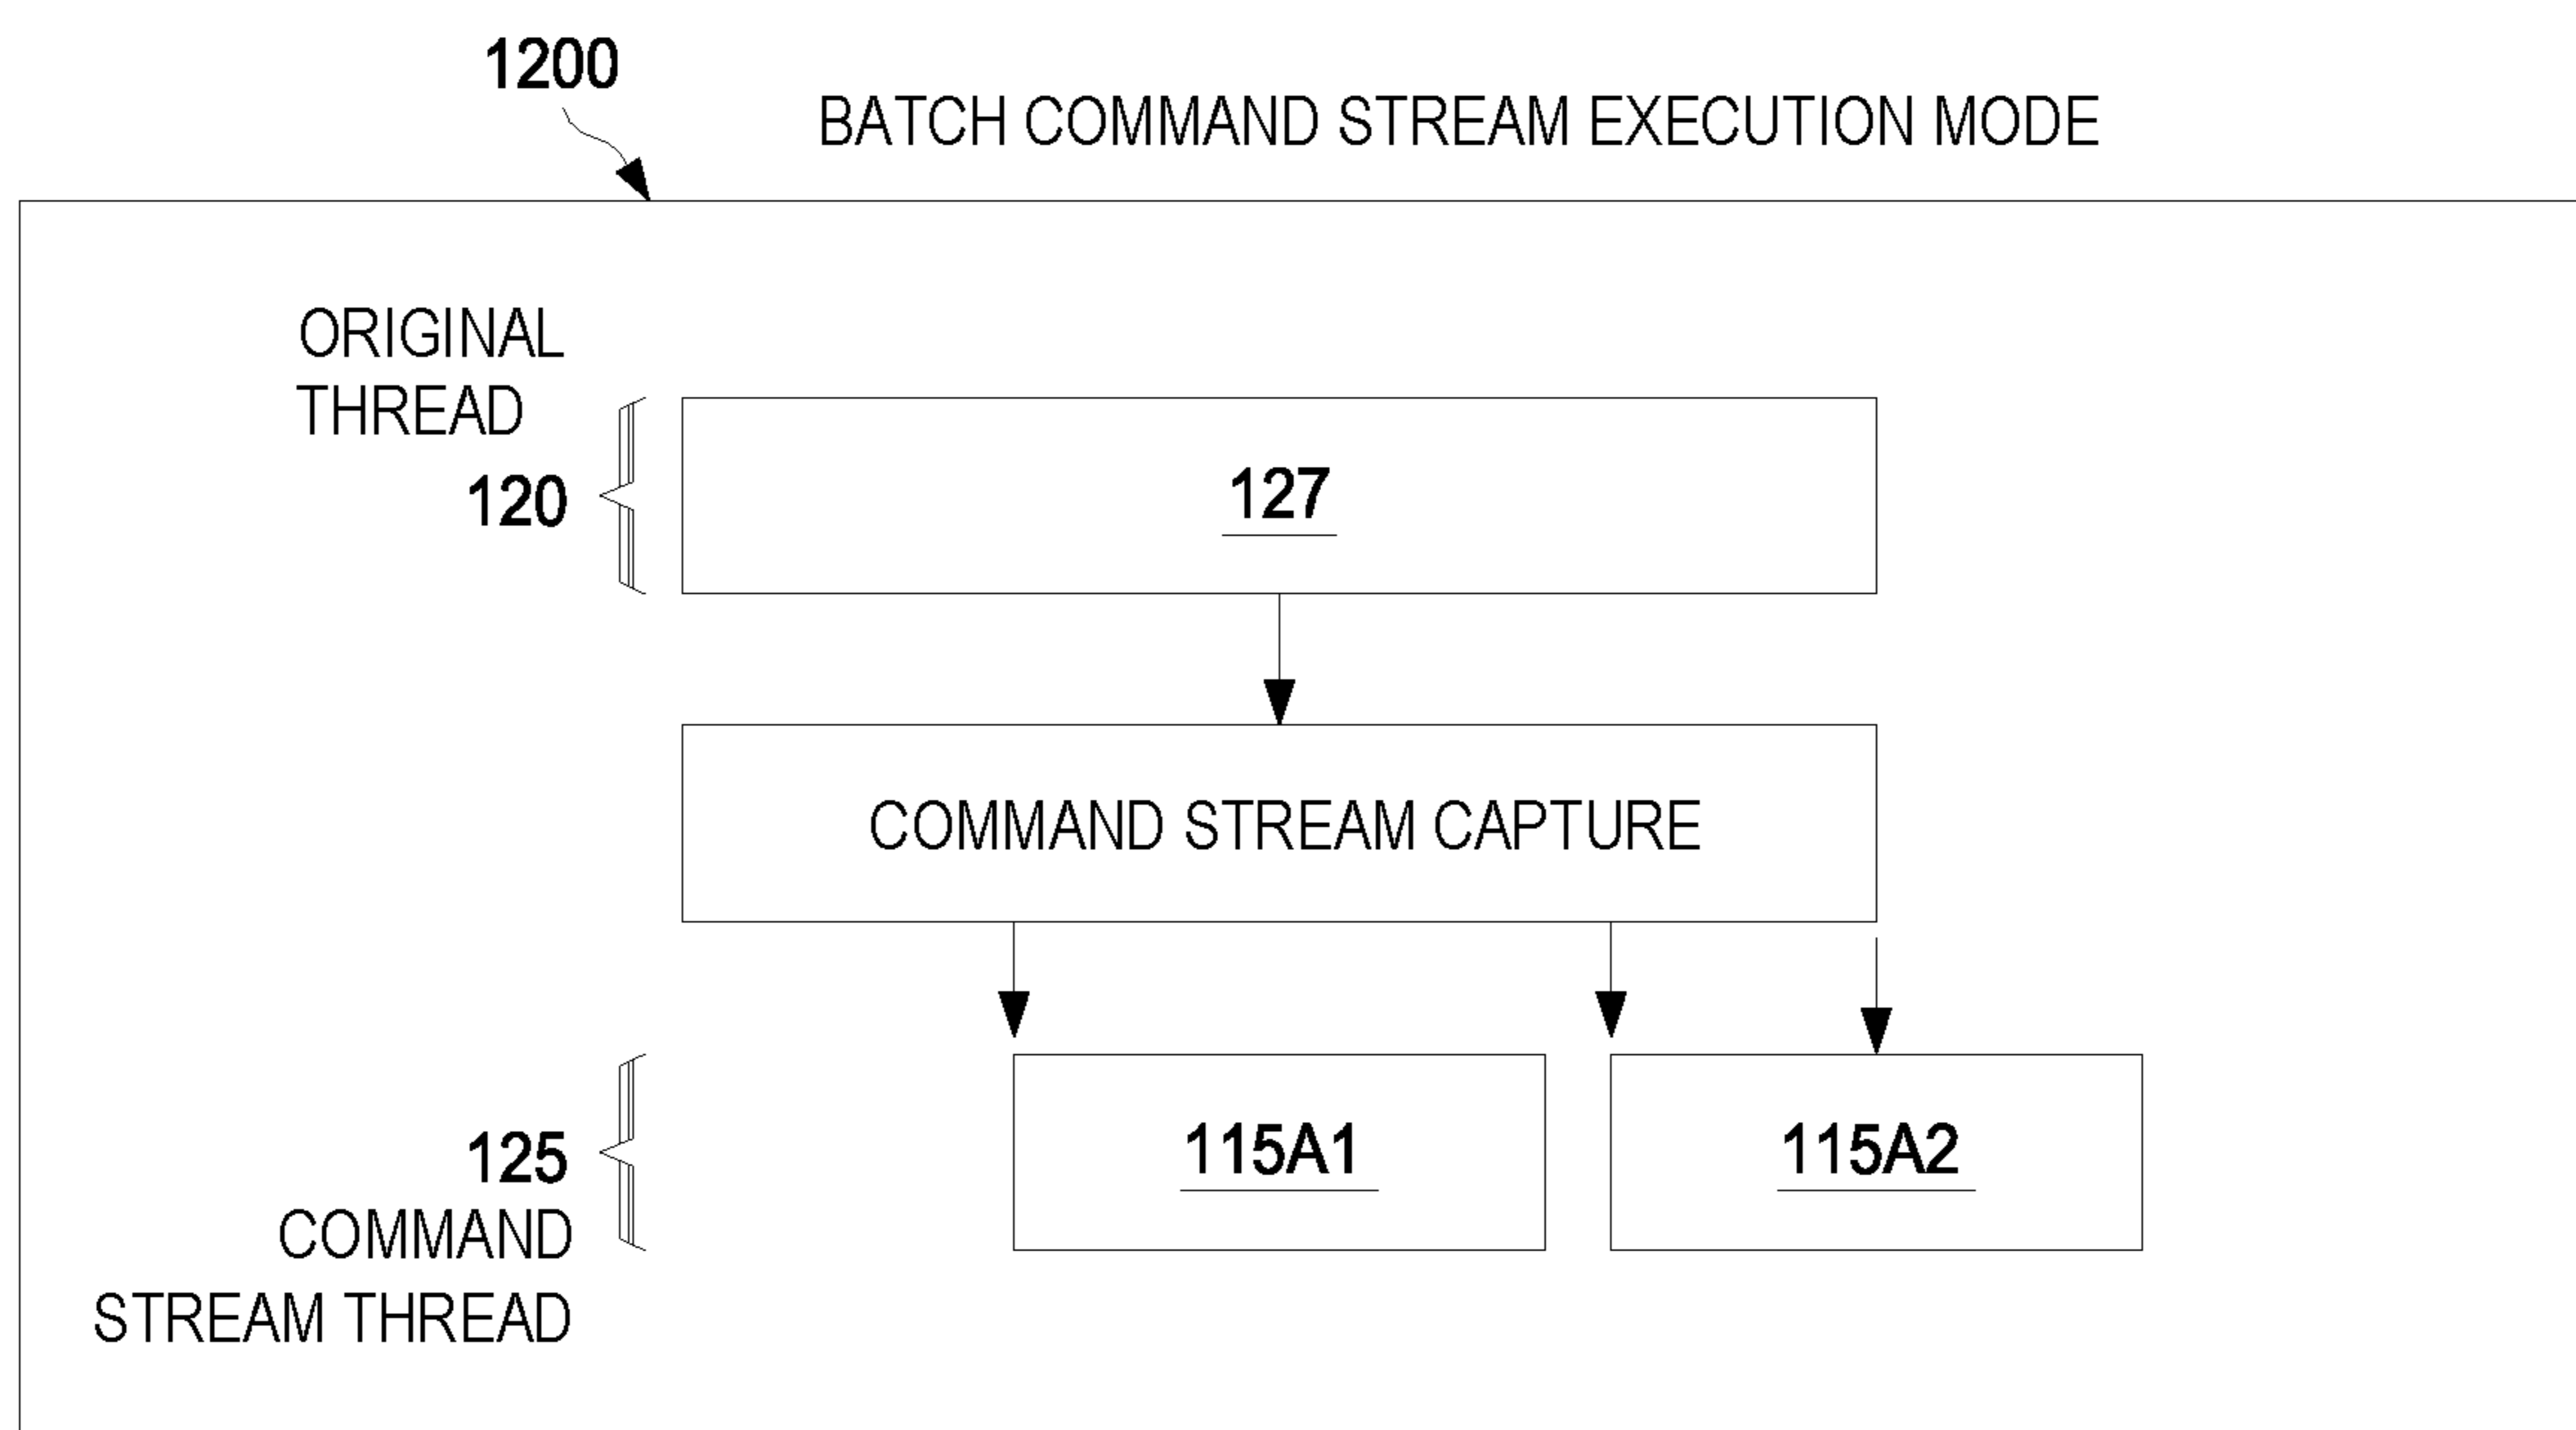 1200
BATCH COMMAND STREAM EXECUTION MODE
ORIGINAL
THREAD
120
127
COMMAND STREAM CAPTURE
125
COMMAND
STREAM THREAD
115A1
115A2